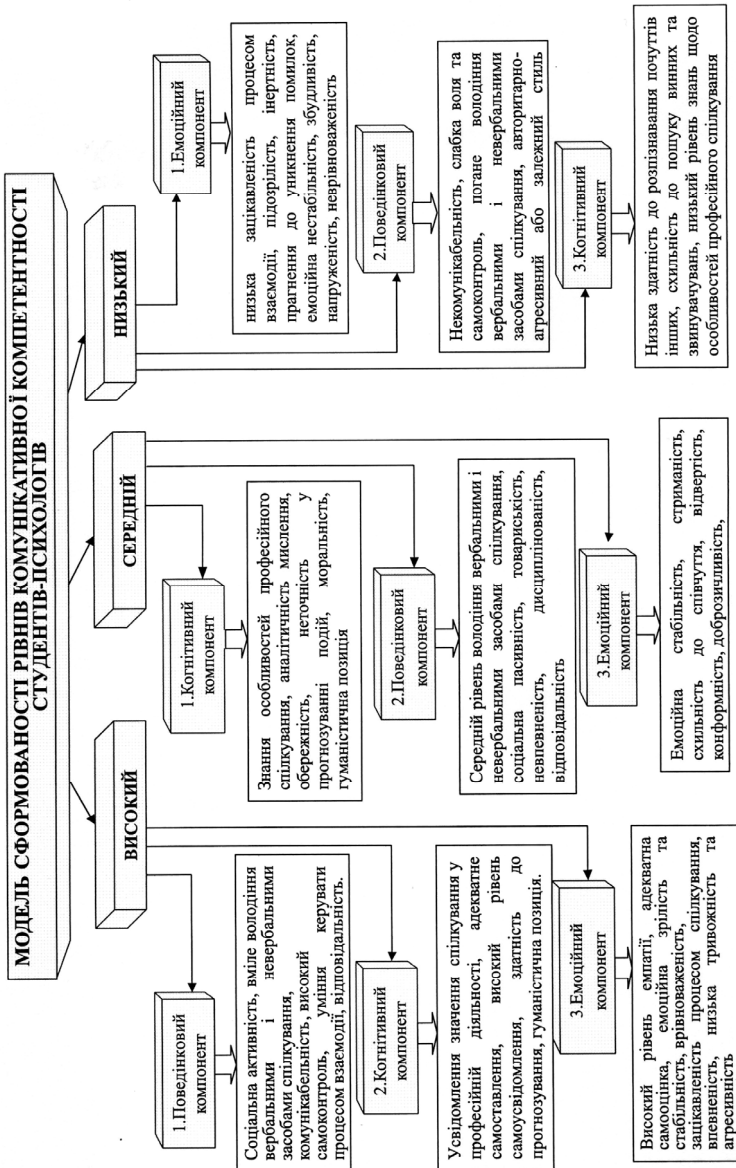 МОДЕЛЬ СФОРМОВАНОСТІ РІВНІВ КОМУНІКАТИВНОЇ КОМПЕТЕНТНОСТІ
СТУДЕНТІВ-ПСИХОЛОГІВ
ВИСОКИЙ
1.Поведінковий
компонент
Соціальна активність, вміле володіння
вербальними і невербальними
засобами спілкування,
комунікабельність, високий
самоконтроль, уміння керувати
процесом взаємодії, відповідальність.
2.Когнітивний
компонент
Усвідомлення значення спілкування у
професійній діяльності, адекватне
самоставлення, високий рівень
самоусвідомлення, здатність до
прогнозування, гуманістична позиція.
3.Емоційний
компонент
Високий рівень емпатії, адекватна
самооцінка, емоційна зрілість та
стабільність, врівноваженість,
зацікавленість процесом спілкування,
впевненість, низька тривожність та
агресивність
СЕРЕДНІЙ
1.Когнітивний
компонент
Знання особливостей професійного
спілкування, аналітичність мислення,
обережність, неточність у
прогнозуванні подій, моральність,
гуманістична позиція
2.Поведінковий
компонент
Середній рівень володіння вербальними і
невербальними засобами спілкування,
соціальна пасивність, товариськість,
невпевненість, дисциплінованість,
відповідальність
3.Емоційний
компонент
Емоційна стабільність, стриманість,
схильність до співчуття, відвертість,
конформність, доброзичливість,
НИЗЬКИЙ
1.Емоційний
компонент
низька зацікавленість процесом
взаємодії, підозрілість, інертність,
прагнення до уникнення помилок,
емоційна нестабільність, збудливість,
напруженість, неврівноваженість
2.Поведінковий
компонент
Некомунікабельність, слабка воля та
самоконтроль, погане володіння
вербальними і невербальними
засобами спілкування, авторитарно-
агресивний або залежний стиль
3.Когнітивний
компонент
Низька здатність до розпізнавання почуттів
інших, схильність до пошуку винних та
звинувачувань, низький рівень знань щодо
особливостей професійного спілкування